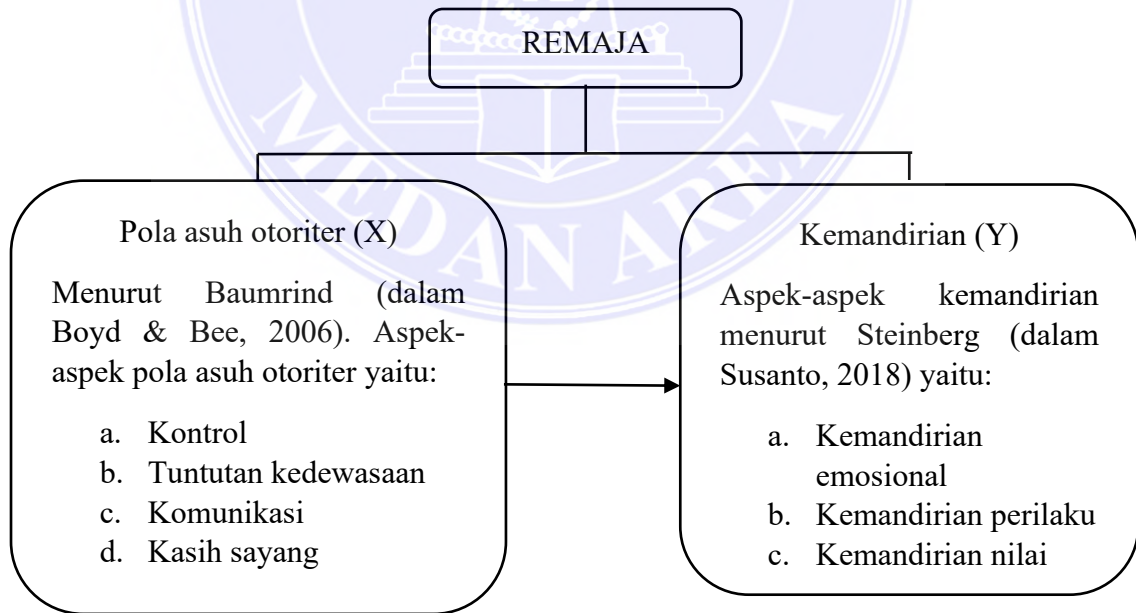 REMAJA
MEDAN AREA
Pola asuh otoriter (X)
Menurut Baumrind (dalam
Boyd & Bee, 2006). Aspek-
aspek pola asuh otoriter yaitu:
a. Kontrol
b. Tuntutan kedewasaan
c. Komunikasi
d. Kasih sayang
Kemandirian (Y)
Aspek-aspek kemandirian
menurut Steinberg (dalam
Susanto, 2018) yaitu:
a. Kemandirian
emosional
b. Kemandirian perilaku
c. Kemandirian nilai